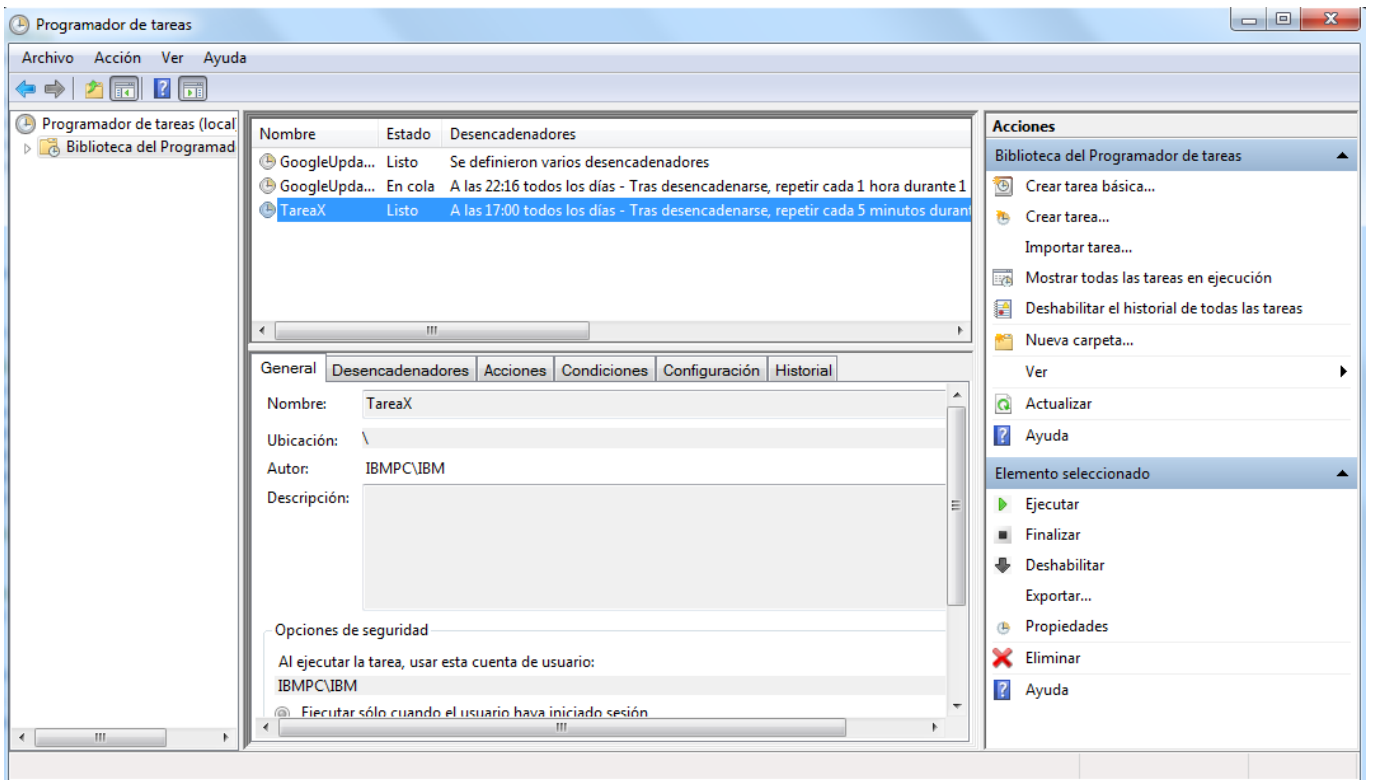 Programador de tareas
Archivo Acción Ver Ayuda
Programador de tareas (local
Biblioteca del Programad
Nombre Estado Desencadenadores
GoogleUpda... Listo Se definieron varios desencadenadores
GoogleUpda... En cola A las 22:16 todos los días - Tras desencadenarse, repetir cada 1 hora durante 1
TareaX Listo A las 17:00 todos los días - Tras desencadenarse, repetir cada 5 minutos duran
General Desencadenadores Acciones Condiciones Configuración Historial
Nombre: TareaX
Ubicación: \
Autor: IBMPC\IBM
Descripción:
Opciones de seguridad
Al ejecutar la tarea, usar esta cuenta de usuario:
IBMPC\IBM
Ejecutar sólo cuando el usuario haya iniciado sesión
Acciones
Biblioteca del Programador de tareas
Crear tarea básica...
Crear tarea...
Importar tarea...
Mostrar todas las tareas en ejecución
Deshabilitar el historial de todas las tareas
Nueva carpeta...
Ver
Actualizar
Ayuda
Elemento seleccionado
Ejecutar
Finalizar
Deshabilitar
Exportar...
Propiedades
Eliminar
Ayuda